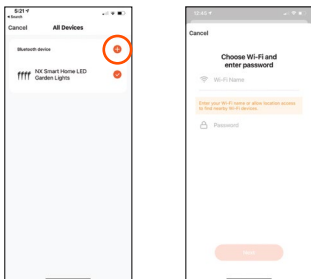 5:21
Search
Cancel
All Devices
Bluetooth device
NX Smart Home LED
Garden Lights
Cancel
Choose Wi-Fi and
enter password
Wi-Fi Name
Enter your Wi-Fi name or allow location access
to find nearby Wi-Fi devices.
Password
Next